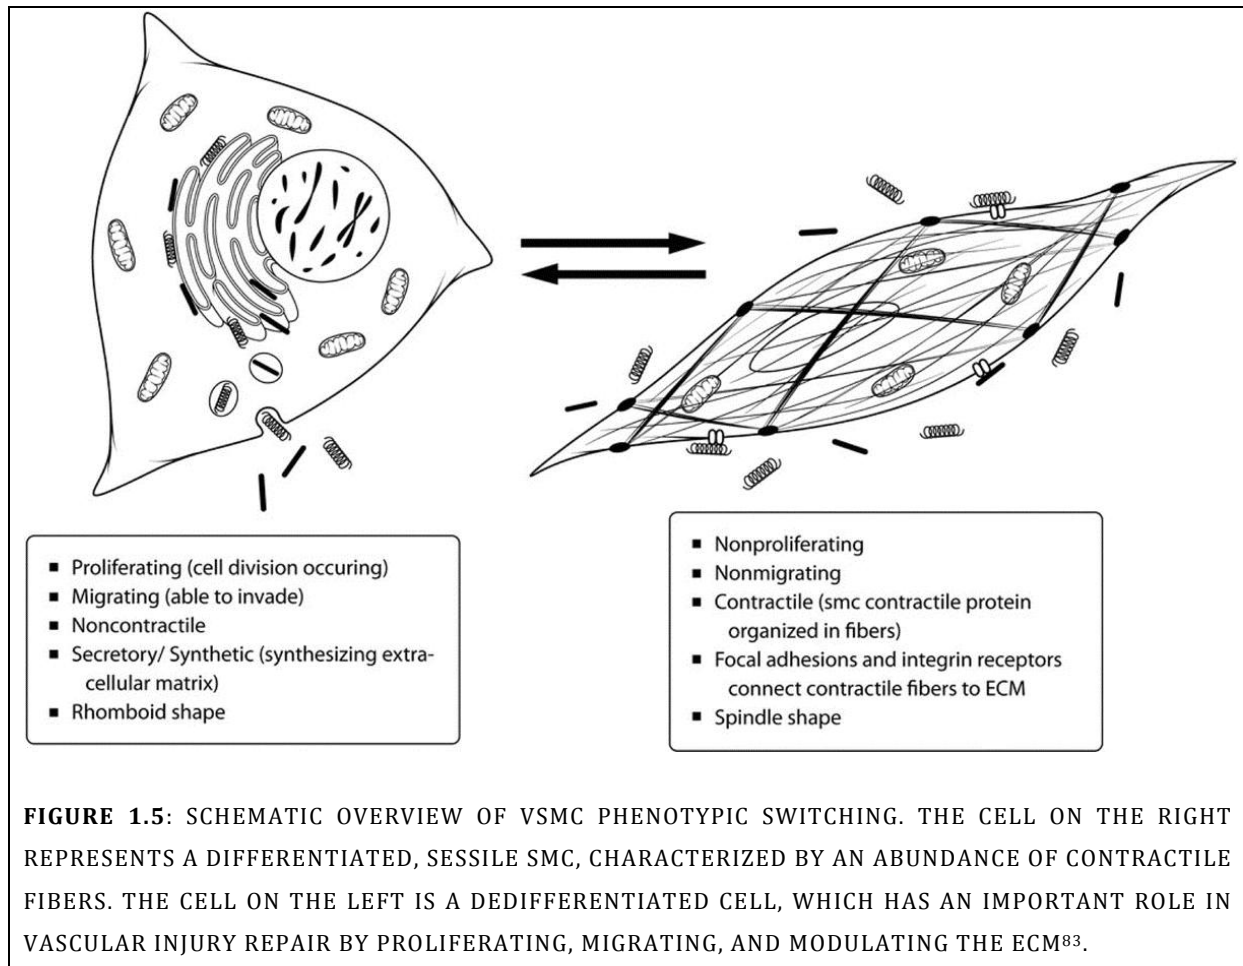 ■ Proliferating (cell division occuring)
■ Migrating (able to invade)
■ Noncontractile
■ Secretory/ Synthetic (synthesizing extra-
cellular matrix)
■ Rhomboid shape
■ Nonproliferating
■ Nonmigrating
■ Contractile (smc contractile protein
organized in fibers)
■ Focal adhesions and integrin receptors
connect contractile fibers to ECM
■ Spindle shape
FIGURE 1.5: SCHEMATIC OVERVIEW OF VSMC PHENOTYPIC SWITCHING. THE CELL ON THE RIGHT
REPRESENTS A DIFFERENTIATED, SESSILE SMC, CHARACTERIZED BY AN ABUNDANCE OF CONTRACTILE
FIBERS. THE CELL ON THE LEFT IS A DEDIFFERENTIATED CELL, WHICH HAS AN IMPORTANT ROLE IN
VASCULAR INJURY REPAIR BY PROLIFERATING, MIGRATING, AND MODULATING THE ECM⁸³.